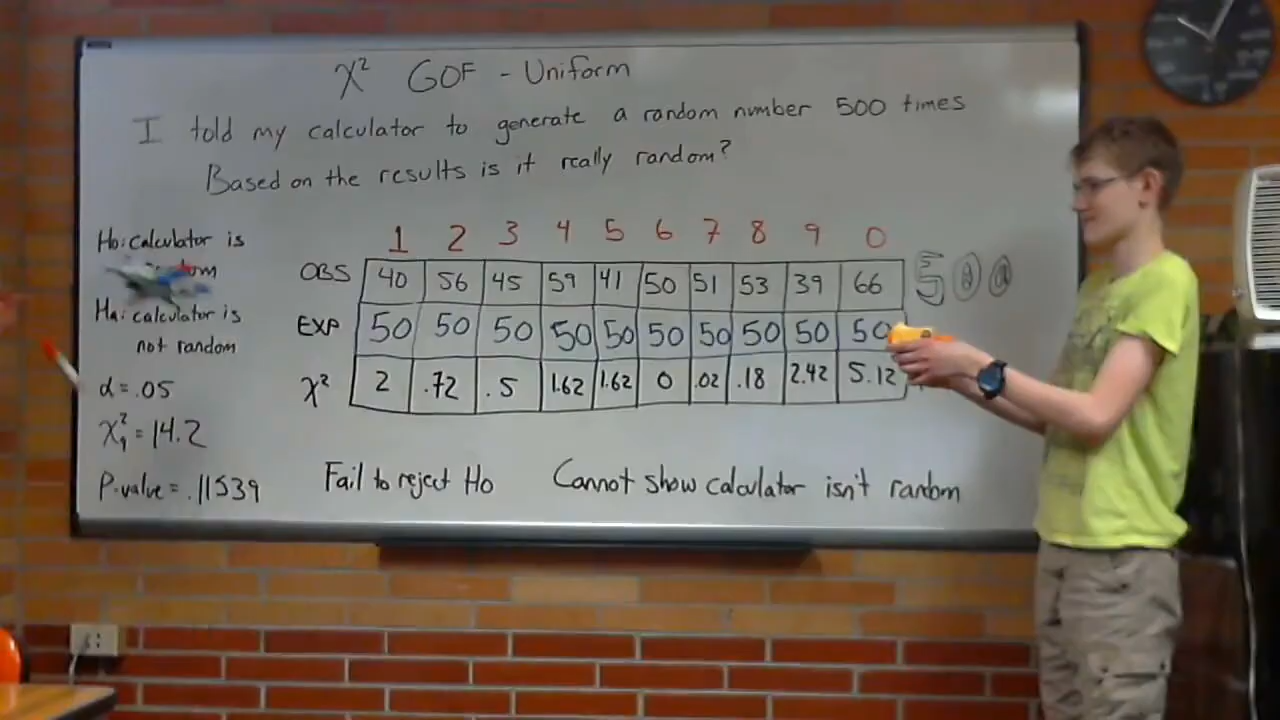 χ² GOF - Uniform
I told my calculator to generate a random number 500 times
Based on the results is it really random?
Ho: calculator is
Ha: calculator is
not random
α = .05
χ²₉ = 14.2
P-value = .11539
1 2 3 4 5 6 7 8 9 0
OBS 40 56 45 59 41 50 51 53 39 66
EXP 50 50 50 50 50 50 50 50 50 50
χ² 2 .72 .5 1.62 1.62 0 .02 .18 2.42 5.12
500
Fail to reject Ho Cannot show calculator isn't random